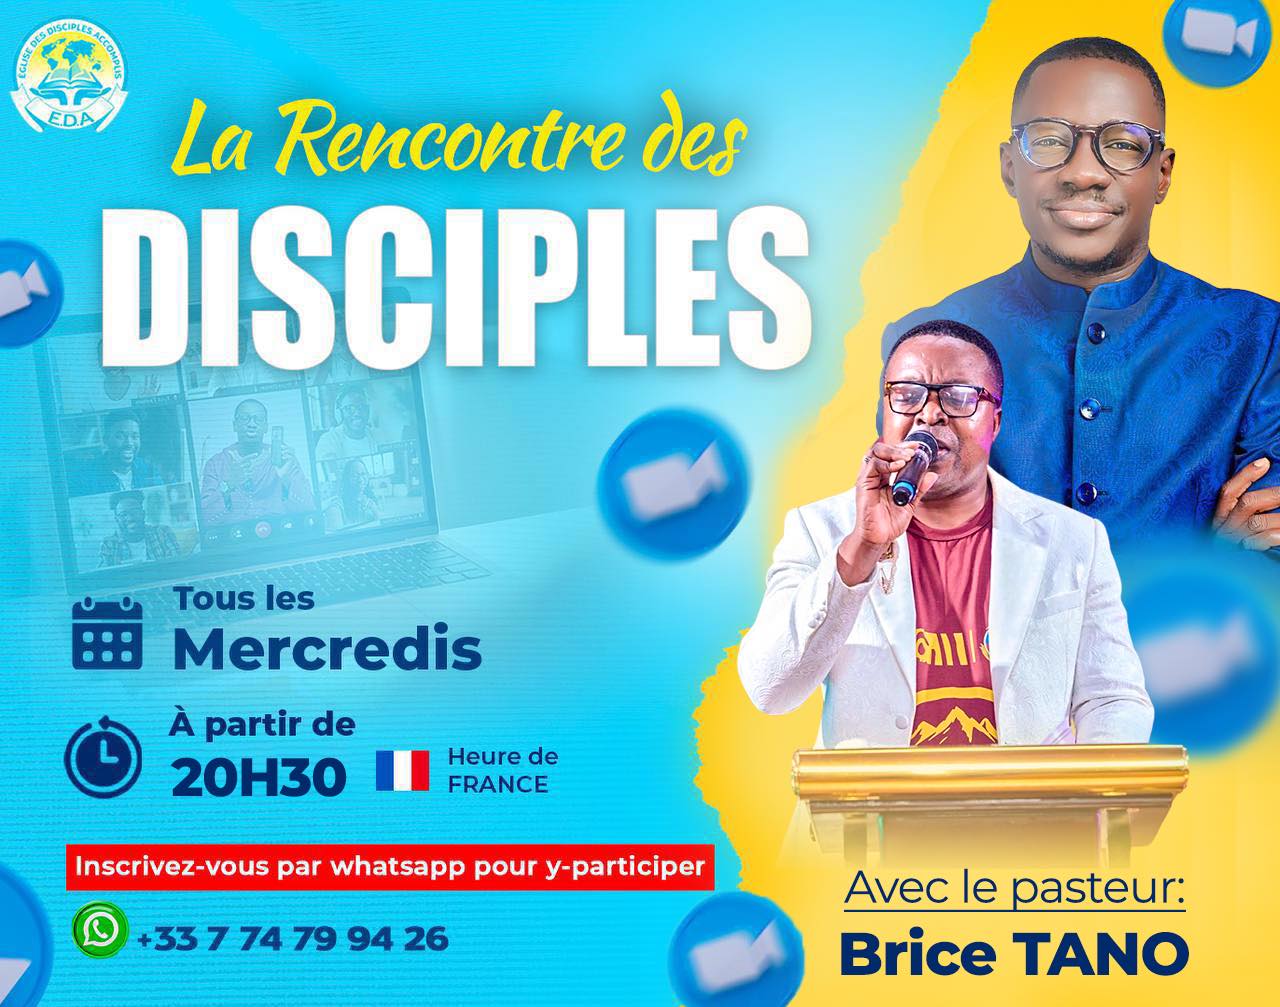 ÉGLISE DES DISCIPLES ACCOMPLIS
E.D.A
La Rencontre des
DISCIPLES
Tous les
Mercredis
À partir de
20H30
Heure de
FRANCE
Inscrivez-vous par whatsapp pour y-participer
+33 7 74 79 94 26
Avec le pasteur:
Brice TANO